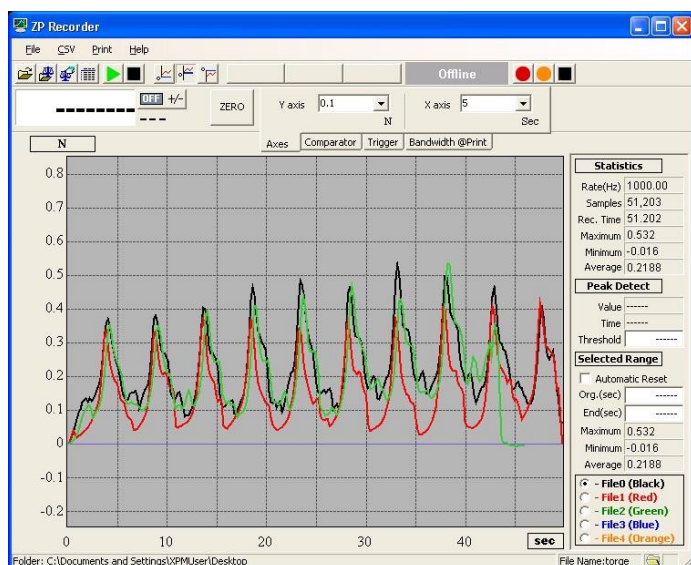 ZP Recorder
File CSV Print Help
Offline
-------- OFF +/-
---
ZERO
Y axis 0.1
N
X axis 5
Sec
Axes Comparator Trigger Bandwidth @Print
N
0.8
0.7
0.6
0.5
0.4
0.3
0.2
0.1
0
-0.1
-0.2
0 10 20 30 40 sec
Statistics
Rate(Hz) 1000.00
Samples 51,203
Rec. Time 51.202
Maximum 0.532
Minimum -0.016
Average 0.2188
Peak Detect
Value ------
Time ------
Threshold ------
Selected Range
Automatic Reset
Org.(sec) ------
End(sec) ------
Maximum 0.532
Minimum -0.016
Average 0.2188
- File0 (Black)
- File1 (Red)
- File2 (Green)
- File3 (Blue)
- File4 (Orange)
Folder: C:\Documents and Settings\XPMUser\Desktop
File Name:torge